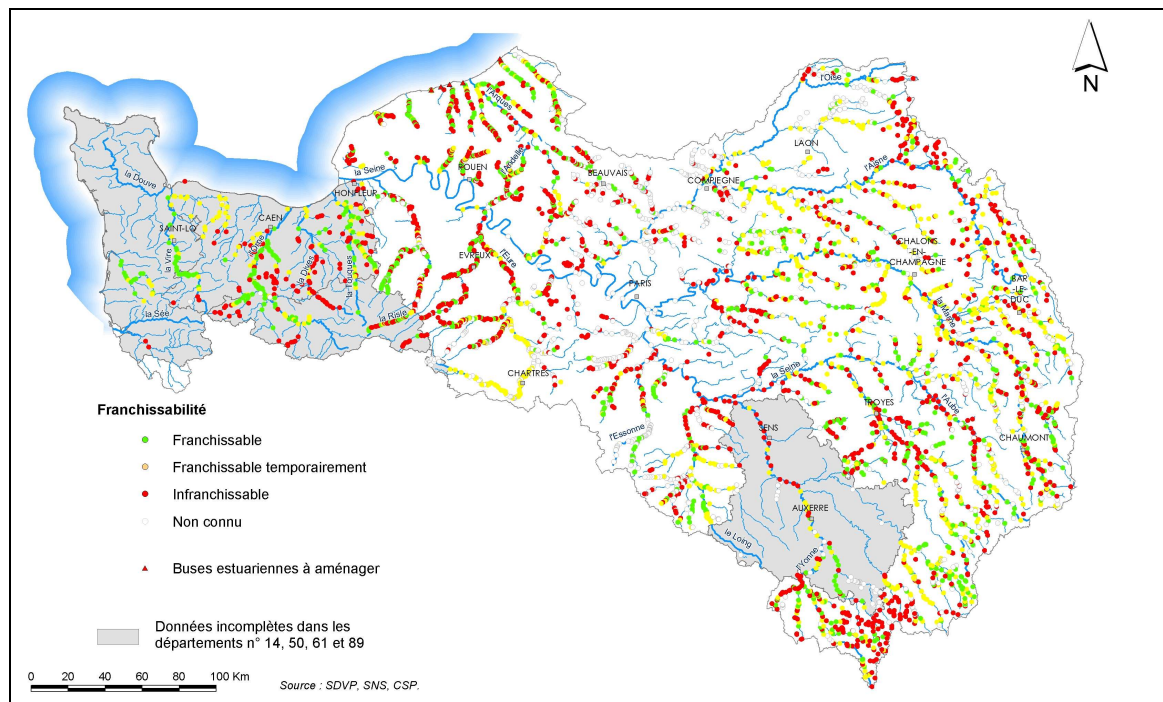 N
l'Oise
l'Arques
LAON
l'Aisne
ROUEN
l'Andelle
BEAUVAIS
COMPIEGNE
la Seine
la Douve
HONFLEUR
CAEN
SAINT-LO
l'Orne
la Vire
la Dives
la Touques
EVREUX
l'Eure
CHALONS
-EN-
CHAMPAGNE
PARIS
BAR
-LE-
DUC
la Marne
la Sée
la Risle
CHARTRES
la Seine
TROYES
l'Aube
l'Essonne
SENS
CHAUMONT
AUXERRE
le Loing
l'Yonne
Franchissabilité
Franchissable
Franchissable temporairement
Infranchissable
Non connu
Buses estuariennes à aménager
Données incomplètes dans les
départements n° 14, 50, 61 et 89
0 20 40 60 80 100 Km
Source : SDVP, SNS, CSP.